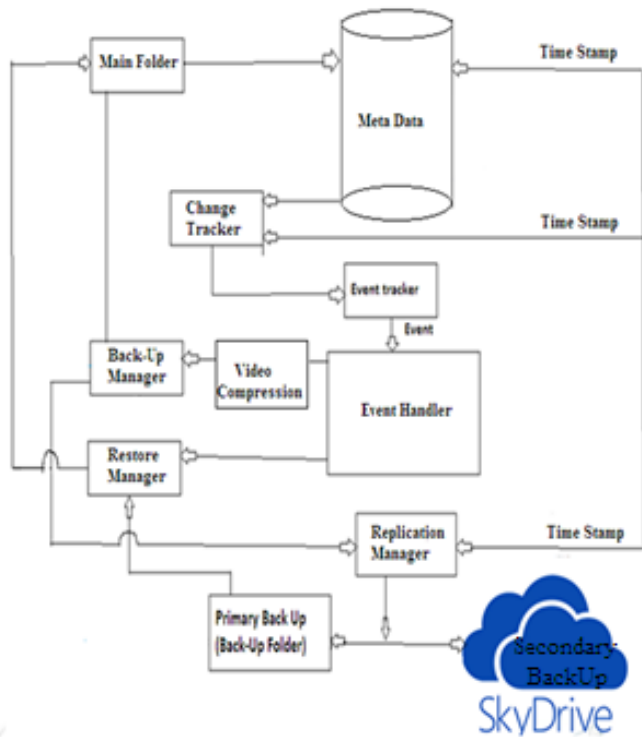 Main Folder
Time Stamp
Meta Data
Change
Tracker
Time Stamp
Event tracker
Event
Back-Up
Manager
Video
Compression
Event Handler
Restore
Manager
Replication
Manager
Time Stamp
Primary Back Up
(Back-Up Folder)
Secondary
BackUp
SkyDrive